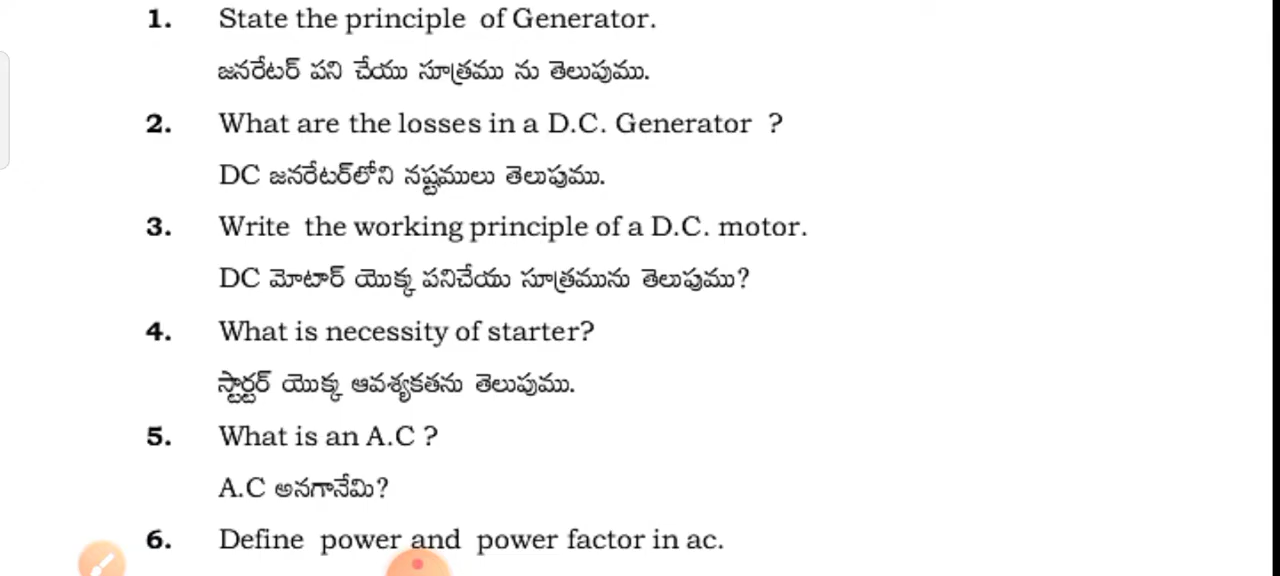 1. State the principle of Generator.
జనరేటర్ పని చేయు సూత్రము ను తెలుపుము.
2. What are the losses in a D.C. Generator ?
DC జనరేటర్‌లోని నష్టములు తెలుపుము.
3. Write the working principle of a D.C. motor.
DC మోటార్ యొక్క పనిచేయు సూత్రమును తెలుపుము?
4. What is necessity of starter?
స్టార్టర్ యొక్క ఆవశ్యకతను తెలుపుము.
5. What is an A.C ?
A.C అనగానేమి?
6. Define power and power factor in ac.